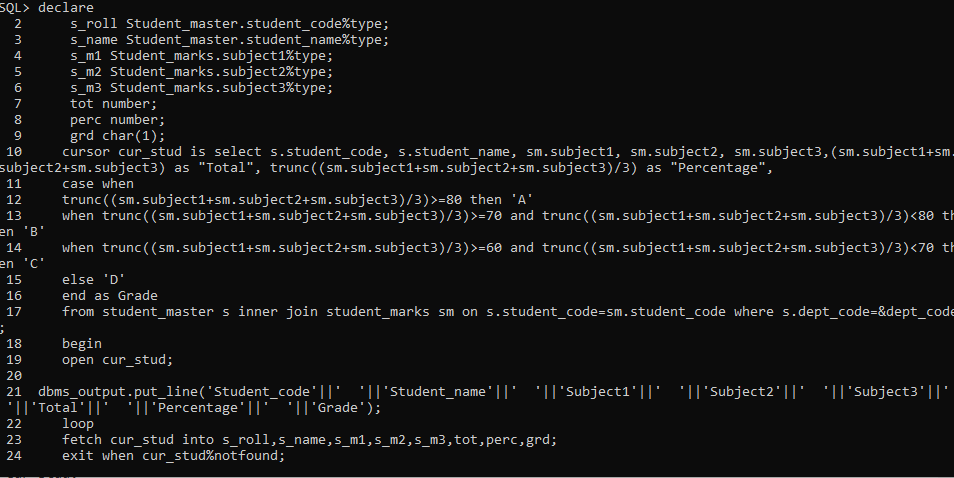 SQL> declare
2 s_roll Student_master.student_code%type;
3 s_name Student_master.student_name%type;
4 s_m1 Student_marks.subject1%type;
5 s_m2 Student_marks.subject2%type;
6 s_m3 Student_marks.subject3%type;
7 tot number;
8 perc number;
9 grd char(1);
10 cursor cur_stud is select s.student_code, s.student_name, sm.subject1, sm.subject2, sm.subject3,(sm.subject1+sm.
subject2+sm.subject3) as "Total", trunc((sm.subject1+sm.subject2+sm.subject3)/3) as "Percentage",
11 case when
12 trunc((sm.subject1+sm.subject2+sm.subject3)/3)>=80 then 'A'
13 when trunc((sm.subject1+sm.subject2+sm.subject3)/3)>=70 and trunc((sm.subject1+sm.subject2+sm.subject3)/3)<80 th
en 'B'
14 when trunc((sm.subject1+sm.subject2+sm.subject3)/3)>=60 and trunc((sm.subject1+sm.subject2+sm.subject3)/3)<70 th
en 'C'
15 else 'D'
16 end as Grade
17 from student_master s inner join student_marks sm on s.student_code=sm.student_code where s.dept_code=&dept_code
;
18 begin
19 open cur_stud;
20
21 dbms_output.put_line('Student_code'||'  '||'Student_name'||'  '||'Subject1'||'  '||'Subject2'||'  '||'Subject3'||'
'||'Total'||'  '||'Percentage'||'  '||'Grade');
22 loop
23 fetch cur_stud into s_roll,s_name,s_m1,s_m2,s_m3,tot,perc,grd;
24 exit when cur_stud%notfound;